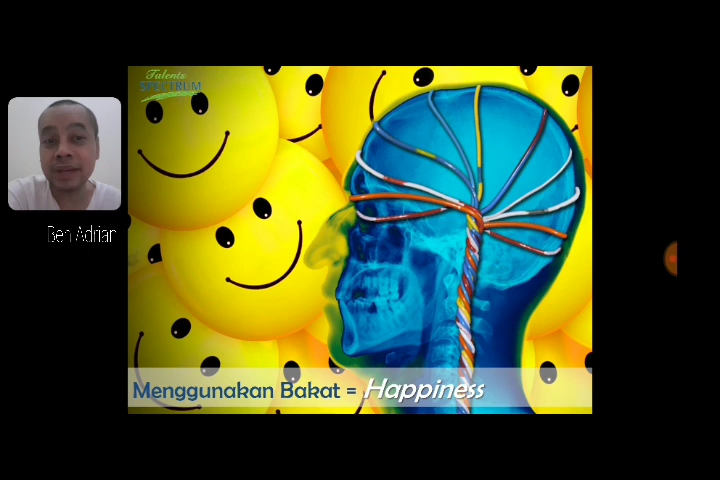 Talents
SPECTRUM
Ben Adrian
Menggunakan Bakat = Happiness